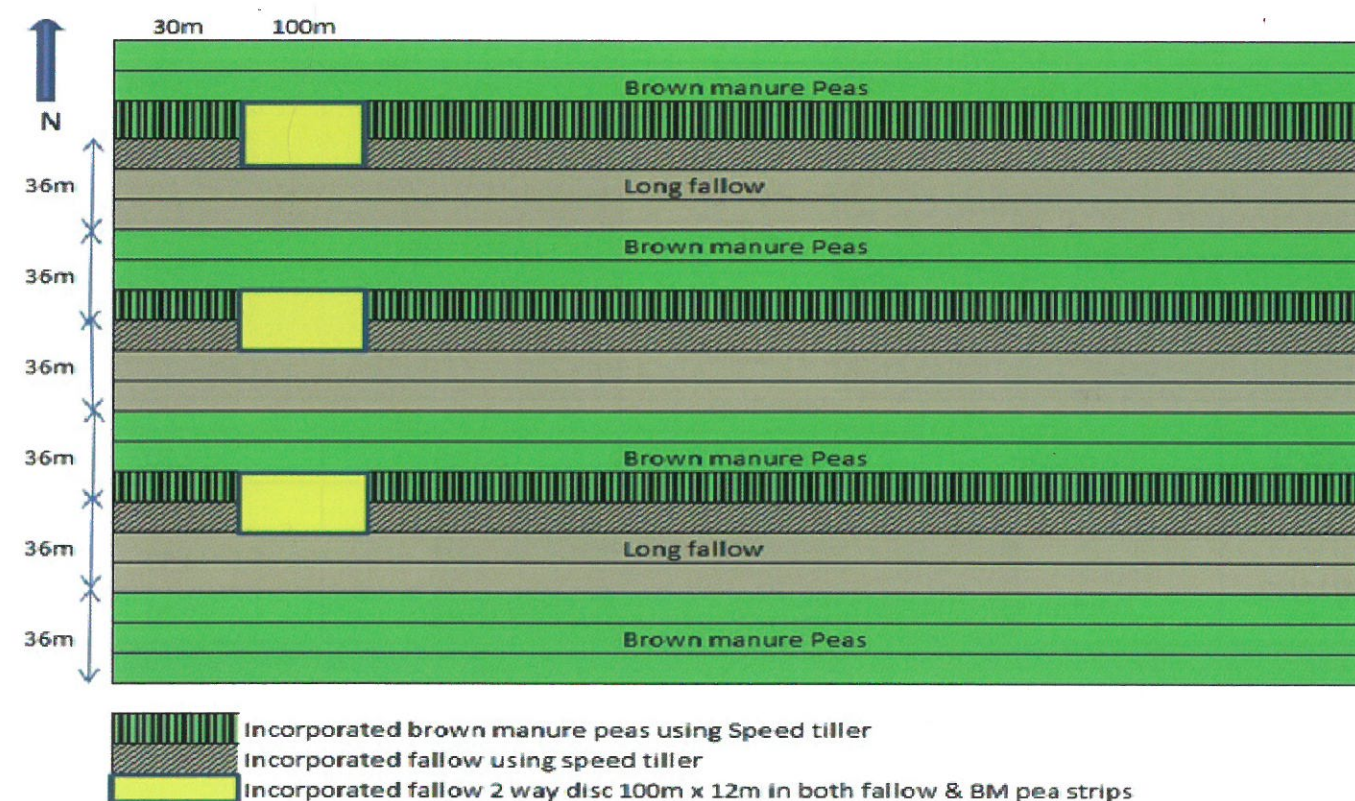 30m 100m
Brown manure Peas
N
36m Long fallow
Brown manure Peas
36m
36m
Brown manure Peas
36m
36m Long fallow
36m Brown manure Peas
Incorporated brown manure peas using Speed tiller
Incorporated fallow using speed tiller
Incorporated fallow 2 way disc 100m x 12m in both fallow & BM pea strips